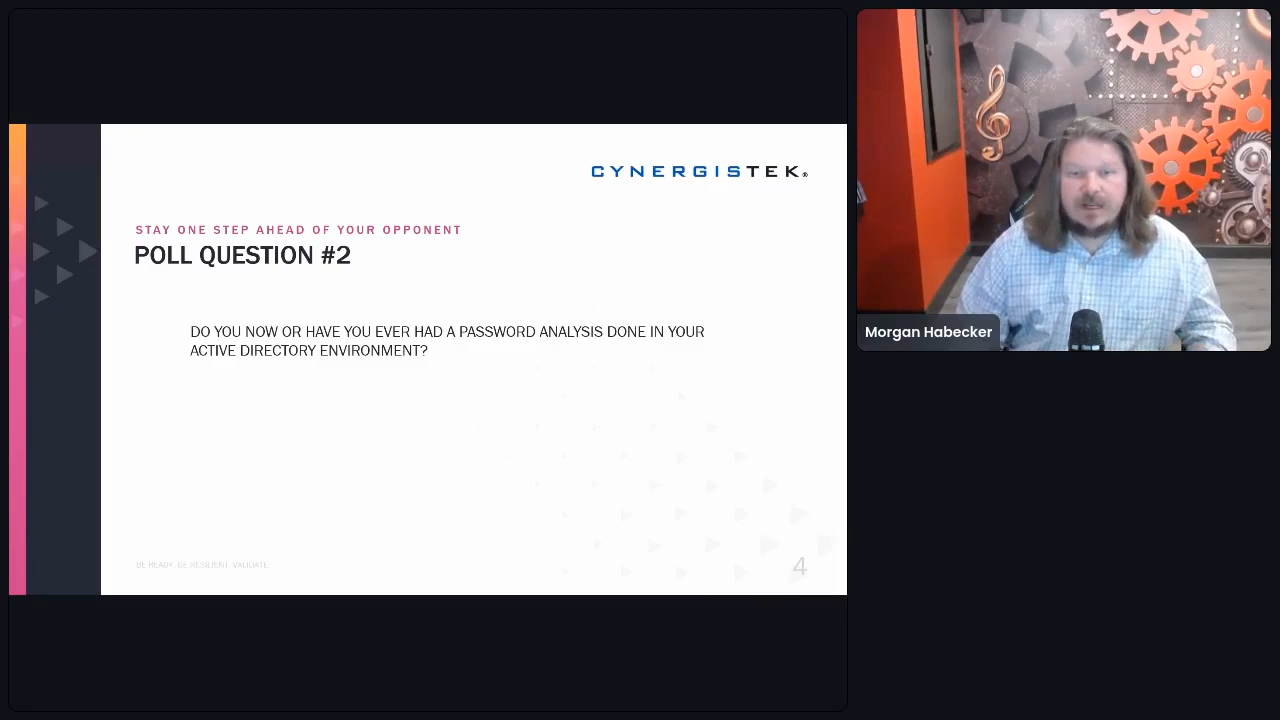 CYNERGISTEK®
STAY ONE STEP AHEAD OF YOUR OPPONENT
POLL QUESTION #2
DO YOU NOW OR HAVE YOU EVER HAD A PASSWORD ANALYSIS DONE IN YOUR
ACTIVE DIRECTORY ENVIRONMENT?
BE READY. BE RESILIENT. VALIDATE.
4
Morgan Habecker